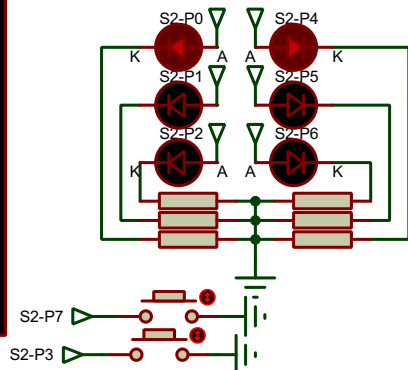 S2-P0 S2-P4
K A A K
S2-P1 S2-P5
S2-P2 S2-P6
K A A K
S2-P7
S2-P3